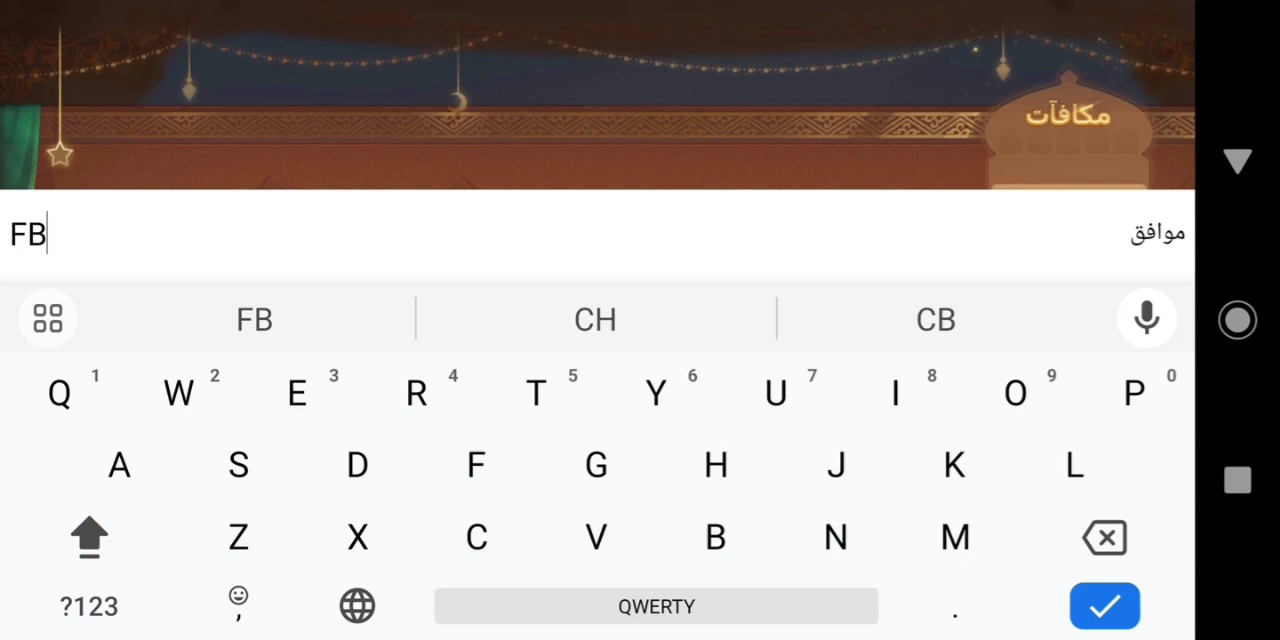 مكافآت
FB
موافق
FB CH CB
Q 1 W 2 E 3 R 4 T 5 Y 6 U 7 I 8 O 9 P 0
A S D F G H J K L
Z X C V B N M
?123 , QWERTY .